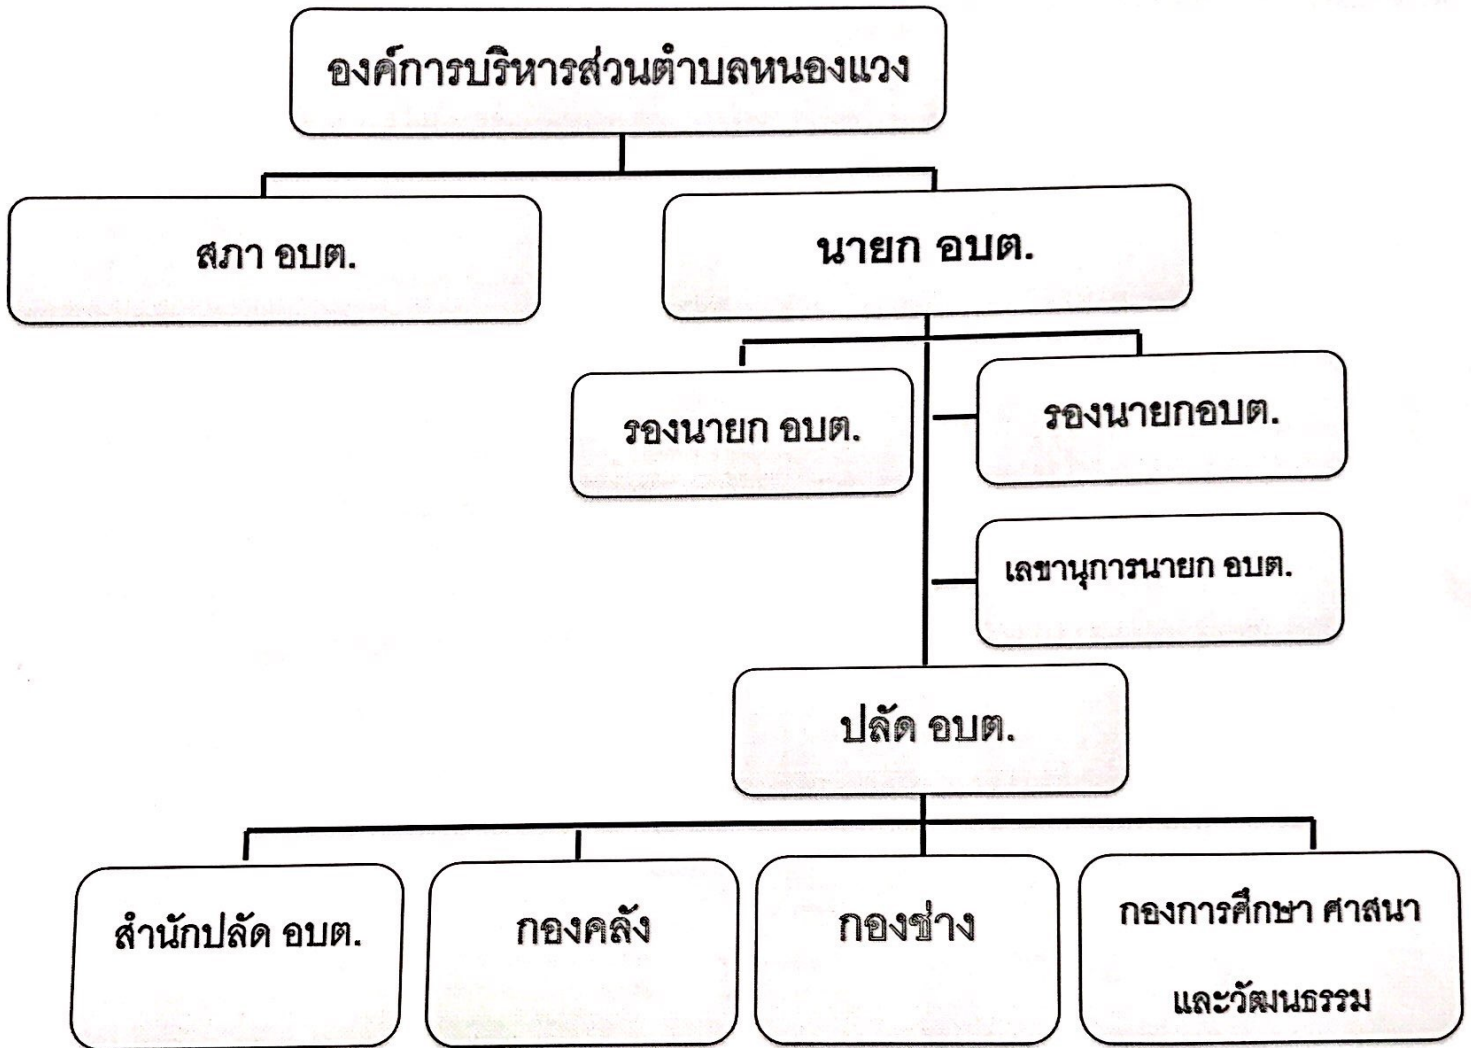 องค์การบริหารส่วนตำบลหนองแวง
สภา อบต.
นายก อบต.
รองนายก อบต.
รองนายกอบต.
เลขานุการนายก อบต.
ปลัด อบต.
สำนักปลัด อบต.
กองคลัง
กองช่าง
กองการศึกษา ศาสนา
และวัฒนธรรม